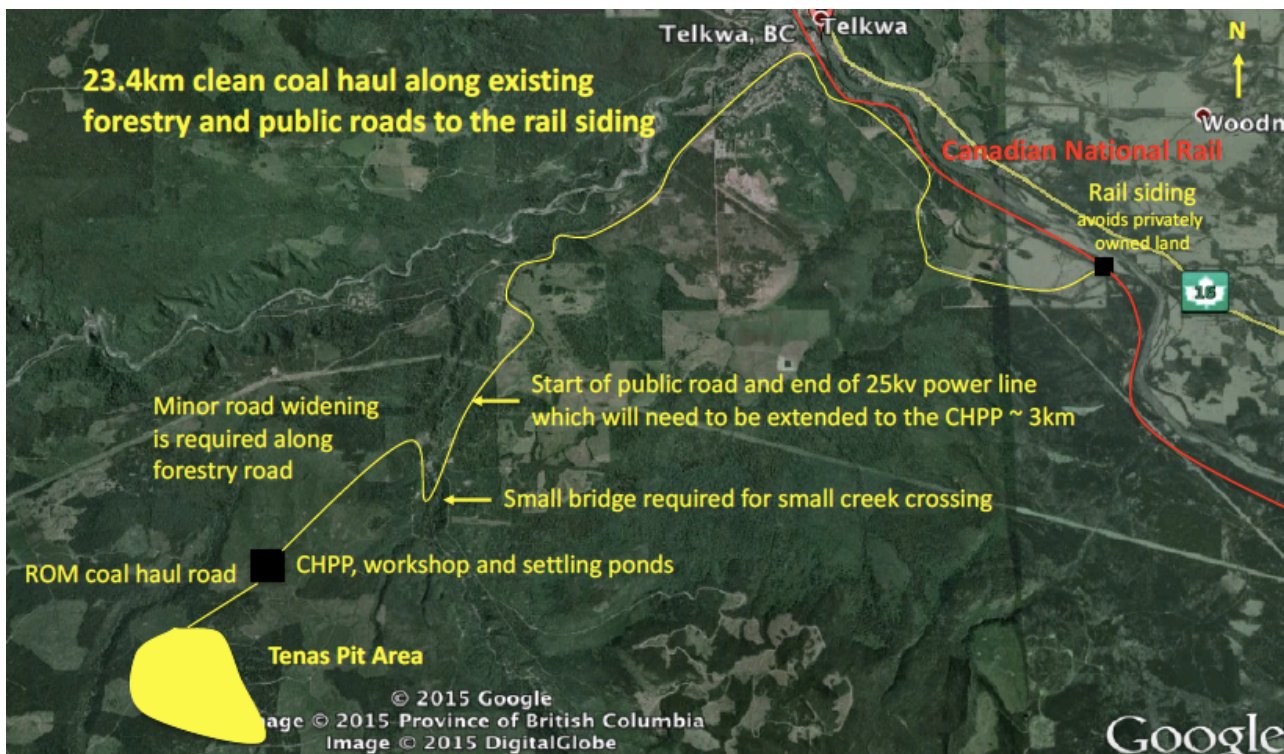 Telkwa, BC
Telkwa
N
23.4km clean coal haul along existing
forestry and public roads to the rail siding
Woodm
Canadian National Rail
Rail siding
avoids privately
owned land
16
Start of public road and end of 25kv power line
which will need to be extended to the CHPP ~ 3km
Minor road widening
is required along
forestry road
Small bridge required for small creek crossing
ROM coal haul road
CHPP, workshop and settling ponds
Tenas Pit Area
© 2015 Google
mage © 2015 Province of British Columbia
Image © 2015 DigitalGlobe
Google